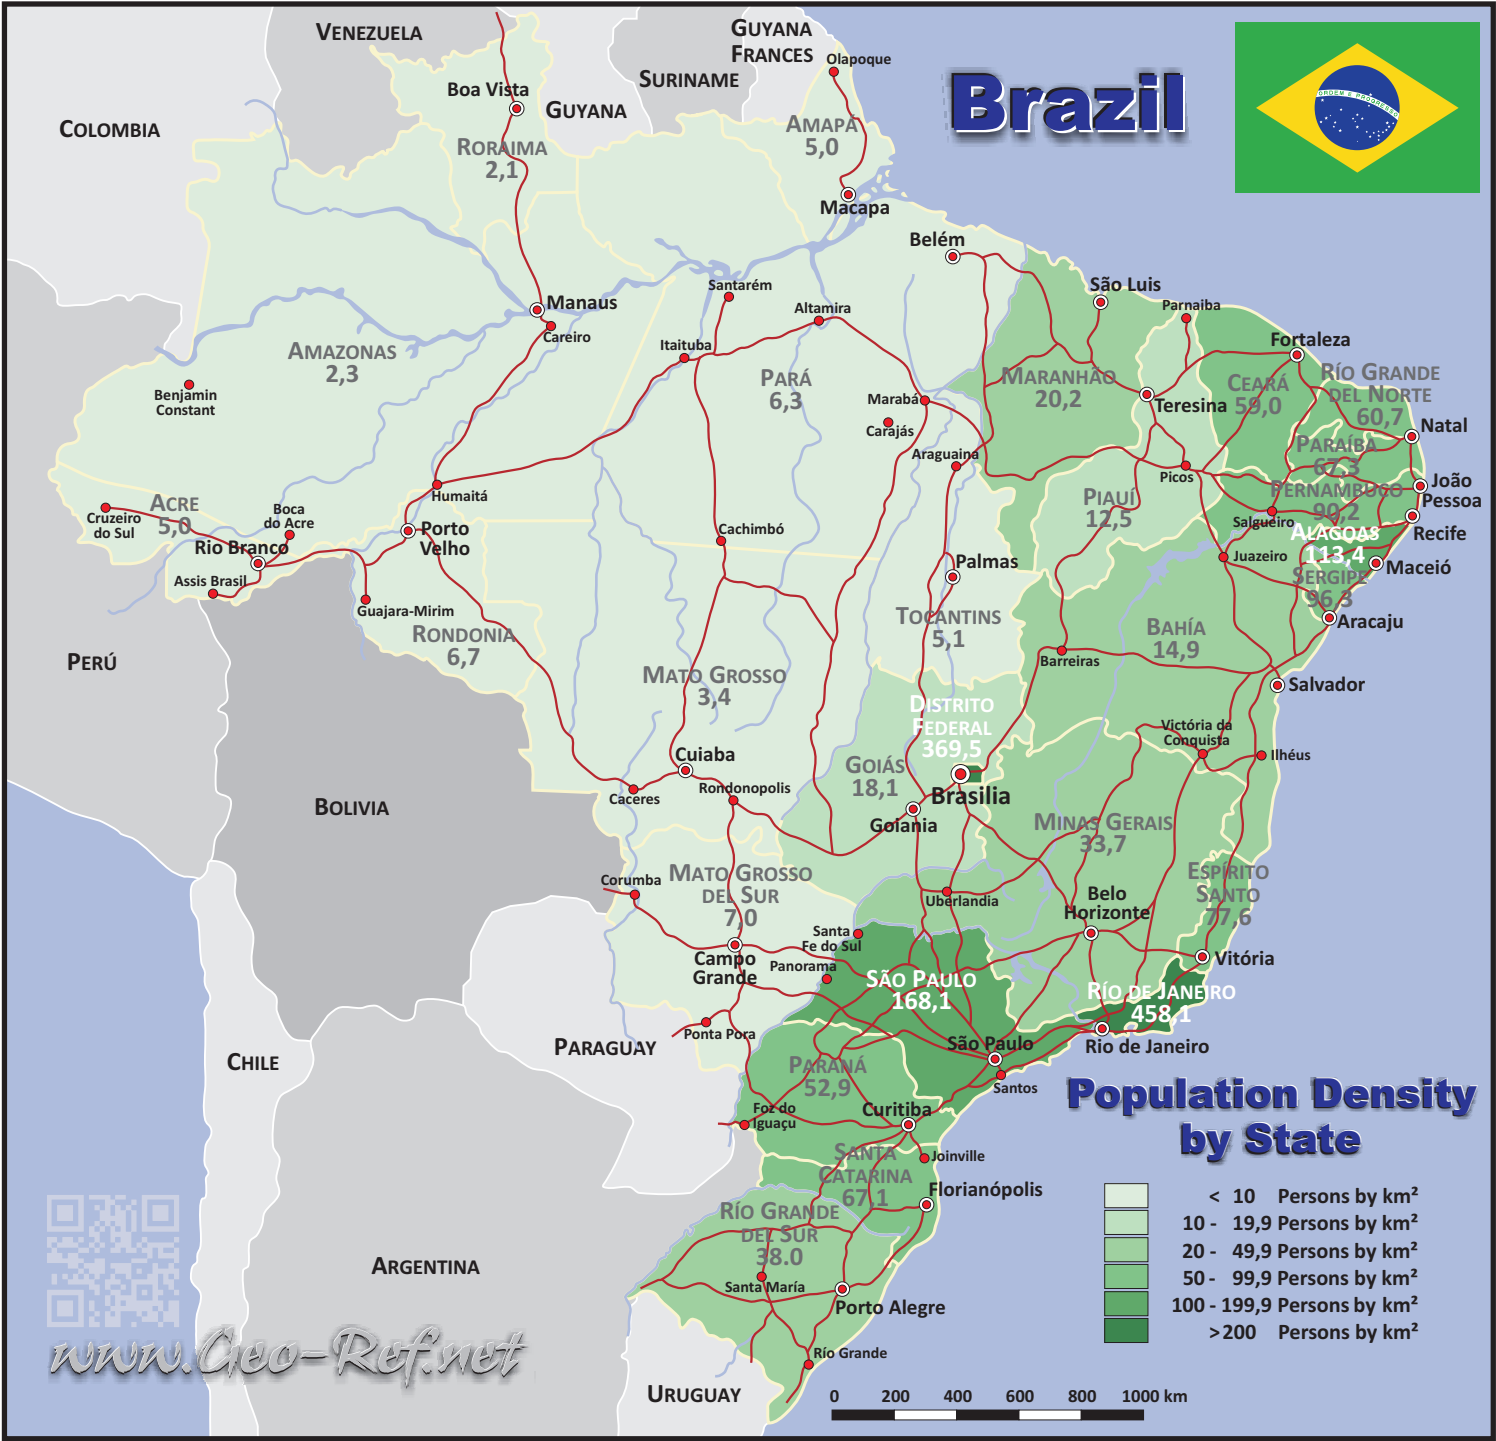 Brazil
ORDEM E PROGRESSO
VENEZUELA
GUYANA
FRANCES
SURINAME
GUYANA
COLOMBIA
PERÚ
BOLIVIA
CHILE
PARAGUAY
ARGENTINA
URUGUAY
Olapoque
Boa Vista
RORAIMA
2,1
AMAPÁ
5,0
Macapa
Belém
São Luis
Parnaiba
Fortaleza
Manaus
Careiro
Santarém
Altamira
Itaituba
AMAZONAS
2,3
Benjamin
Constant
PARÁ
6,3
Marabá
Carajás
Araguaina
MARANHÃO
20,2
Teresina
CEARÁ
59,0
RÍO GRANDE
DEL NORTE
60,7
Natal
PARAÍBA
67,3
João
Pessoa
PERNAMBUCO
90,2
Recife
Salgueiro
ALAGOAS
113,4
Maceió
SERGIPE
96,3
Aracaju
Juazeiro
Picos
PIAUÍ
12,5
Humaitá
ACRE
5,0
Cruzeiro
do Sul
Boca
do Acre
Rio Branco
Assis Brasil
Porto
Velho
Guajara-Mirim
RONDONIA
6,7
Cachimbó
Palmas
TOCANTINS
5,1
BAHÍA
14,9
Barreiras
Salvador
MATO GROSSO
3,4
Cuiaba
Caceres
Rondonopolis
DISTRITO
FEDERAL
369,5
Brasilia
GOIÁS
18,1
Goiania
Victória da
Conquista
Ilhéus
MINAS GERAIS
33,7
Belo
Horizonte
Uberlandia
ESPÍRITO
SANTO
77,6
Vitória
Corumba
MATO GROSSO
DEL SUR
7,0
Campo
Grande
Santa
Fe do Sul
Panorama
Ponta Pora
SÃO PAULO
168,1
São Paulo
Santos
RÍO DE JANEIRO
458,1
Rio de Janeiro
PARANÁ
52,9
Foz do
Iguaçu
Curitiba
Joinville
SANTA
CATARINA
67,1
Florianópolis
RÍO GRANDE
DEL SUR
38.0
Santa María
Porto Alegre
Río Grande
Population Density
by State
< 10 Persons by km²
10 - 19,9 Persons by km²
20 - 49,9 Persons by km²
50 - 99,9 Persons by km²
100 - 199,9 Persons by km²
>200 Persons by km²
0 200 400 600 800 1000 km
www.Geo-Ref.net